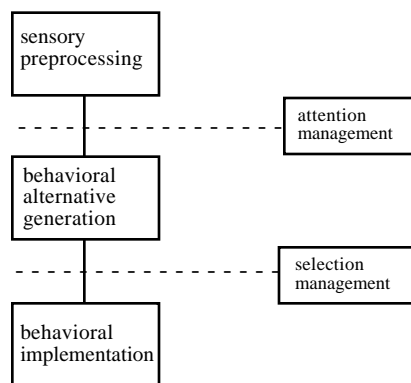 sensory
preprocessing
attention
management
behavioral
alternative
generation
selection
management
behavioral
implementation